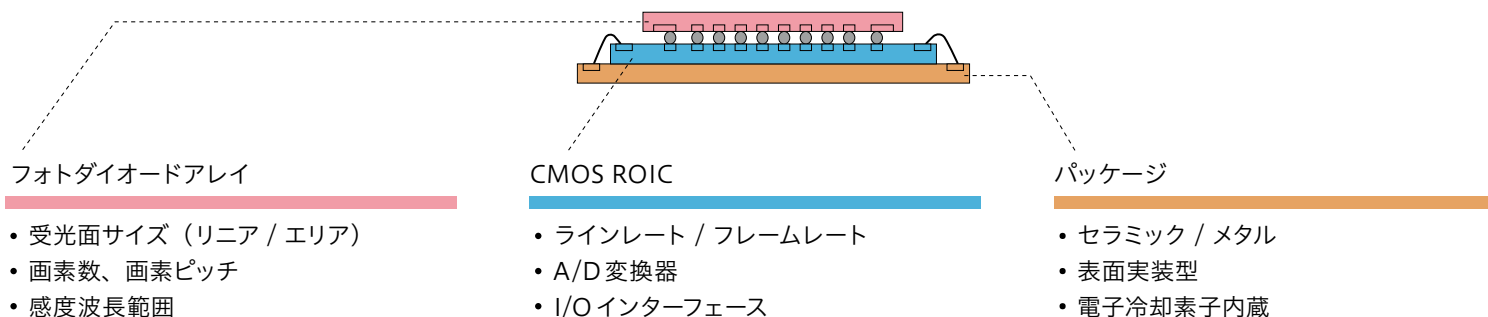 フォトダイオードアレイ
• 受光面サイズ（リニア / エリア）
• 画素数、画素ピッチ
• 感度波長範囲
CMOS ROIC
• ラインレート / フレームレート
• A/D変換器
• I/Oインターフェース
パッケージ
• セラミック / メタル
• 表面実装型
• 電子冷却素子内蔵